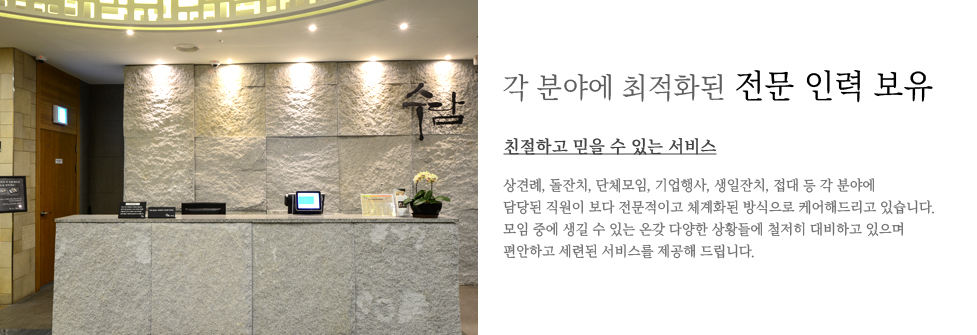 수담
각 분야에 최적화된 전문 인력 보유
친절하고 믿을 수 있는 서비스
상견례, 돌잔치, 단체모임, 기업행사, 생일잔치, 접대 등 각 분야에
담당된 직원이 보다 전문적이고 체계화된 방식으로 케어해드리고 있습니다.
모임 중에 생길 수 있는 온갖 다양한 상황들에 철저히 대비하고 있으며
편안하고 세련된 서비스를 제공해 드립니다.